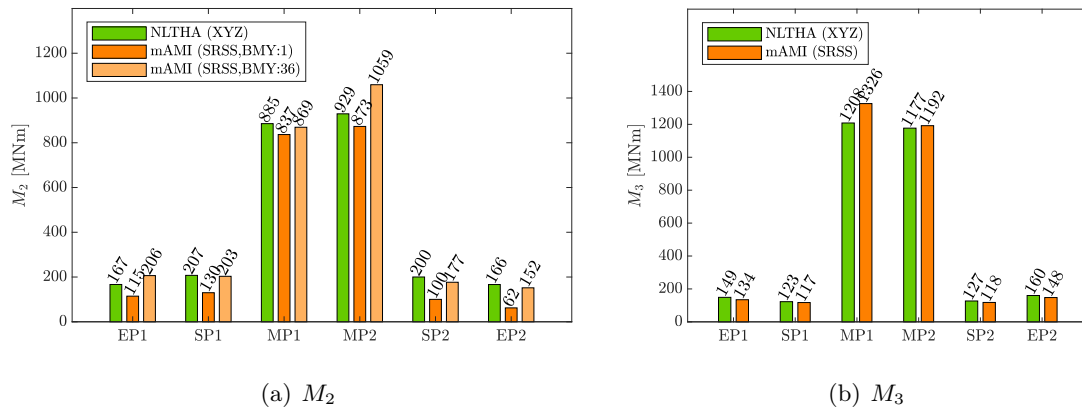 NLTHA (XYZ)
mAMI (SRSS,BMY:1)
mAMI (SRSS,BMY:36)
M2 [MNm]
1200
1000
800
600
400
200
0
167 115 206
207 130 203
885 837 869
929 873 1059
200 100 177
166 62 152
EP1 SP1 MP1 MP2 SP2 EP2
(a) M2
NLTHA (XYZ)
mAMI (SRSS)
M3 [MNm]
1400
1200
1000
800
600
400
200
0
149 134
123 117
1208 1326
1177 1192
127 118
160 148
EP1 SP1 MP1 MP2 SP2 EP2
(b) M3